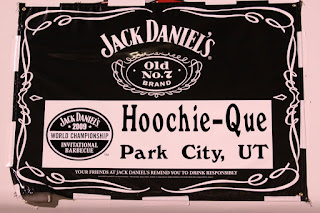 JACK DANIEL'S
Old
No. 7
BRAND
JACK DANIEL'S
2009
WORLD CHAMPIONSHIP
INVITATIONAL
BARBECUE
Hoochie-Que
Park City, UT
YOUR FRIENDS AT JACK DANIEL'S REMIND YOU TO DRINK RESPONSIBLY